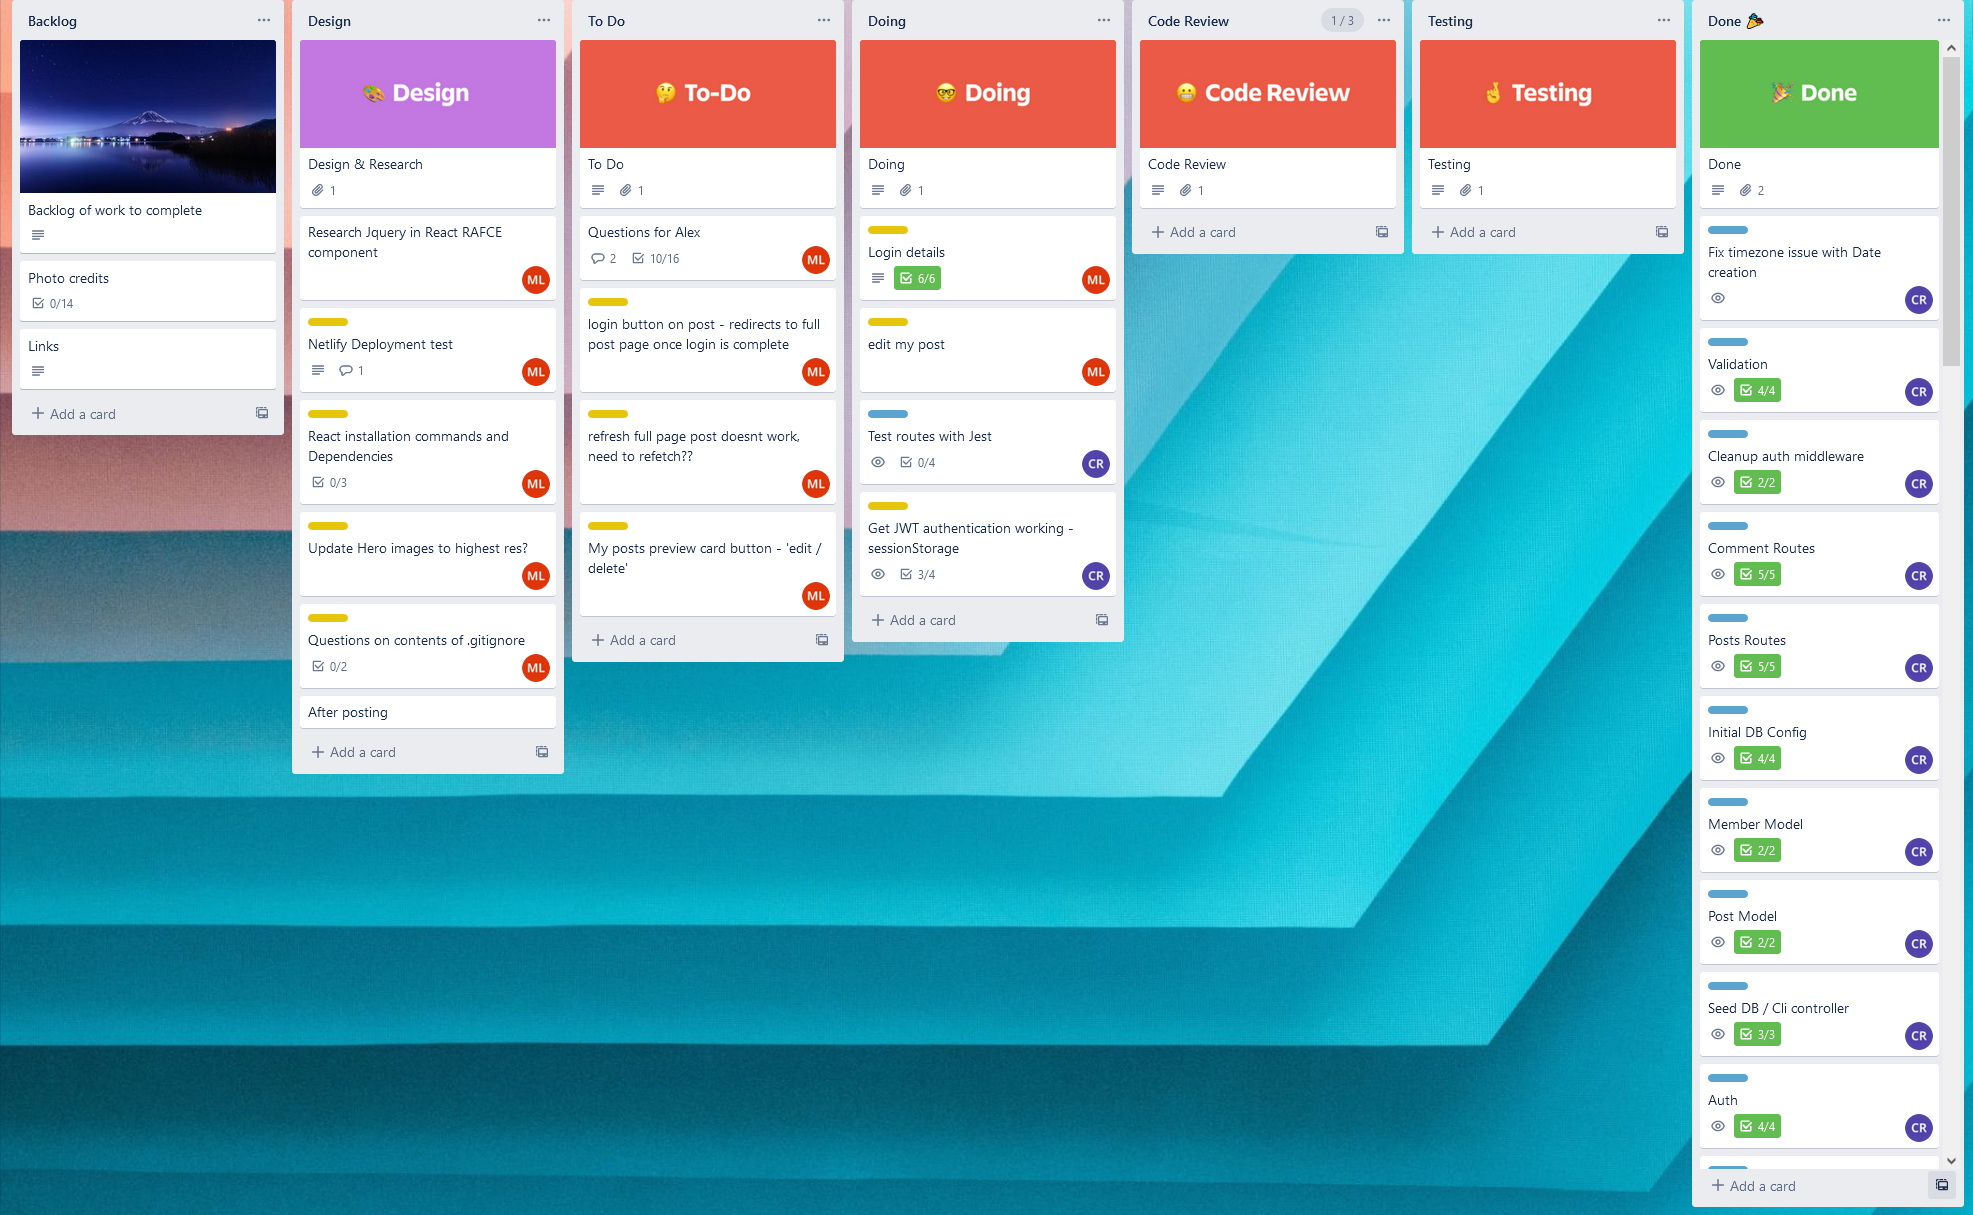 Backlog
Backlog of work to complete
Photo credits
0/14
Links
Add a card
Design
Design
Design & Research
1
Research Jquery in React RAFCE
component
ML
Netlify Deployment test
1
ML
React installation commands and
Dependencies
0/3
ML
Update Hero images to highest res?
ML
Questions on contents of .gitignore
0/2
ML
After posting
Add a card
To Do
To-Do
To Do
1
Questions for Alex
2 10/16
ML
login button on post - redirects to full
post page once login is complete
ML
refresh full page post doesnt work,
need to refetch??
ML
My posts preview card button - 'edit /
delete'
ML
Add a card
Doing
Doing
Doing
1
Login details
6/6
ML
edit my post
ML
Test routes with Jest
0/4
CR
Get JWT authentication working -
sessionStorage
3/4
CR
Add a card
Code Review 1 / 3
Code Review
Code Review
1
Add a card
Testing
Testing
Testing
1
Add a card
Done
Done
Done
2
Fix timezone issue with Date
creation
CR
Validation
4/4
CR
Cleanup auth middleware
2/2
CR
Comment Routes
5/5
CR
Posts Routes
5/5
CR
Initial DB Config
4/4
CR
Member Model
2/2
CR
Post Model
2/2
CR
Seed DB / Cli controller
3/3
CR
Auth
4/4
CR
Add a card